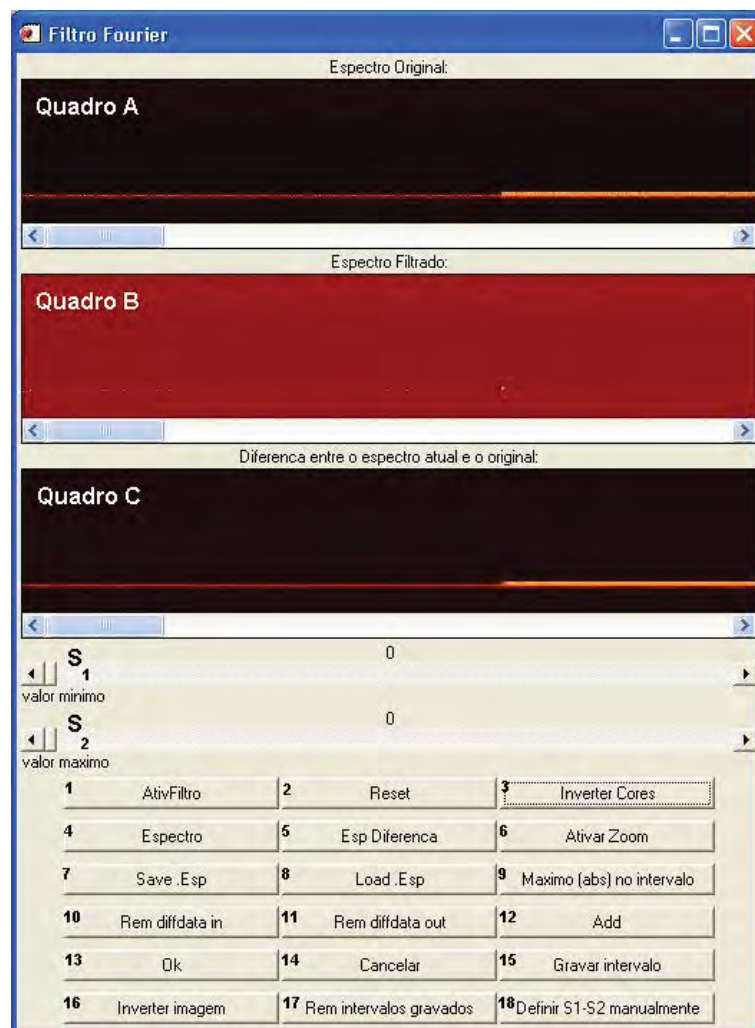 Filtro Fourier
Espectro Original:
Quadro A
Espectro Filtrado:
Quadro B
Diferenca entre o espectro atual e o original:
Quadro C
S1 0
valor minimo
S2 0
valor maximo
1 AtivFiltro 2 Reset 3 Inverter Cores
4 Espectro 5 Esp Diferenca 6 Ativar Zoom
7 Save .Esp 8 Load .Esp 9 Maximo (abs) no intervalo
10 Rem diffdata in 11 Rem diffdata out 12 Add
13 Ok 14 Cancelar 15 Gravar intervalo
16 Inverter imagem 17 Rem intervalos gravados 18 Definir S1-S2 manualmente